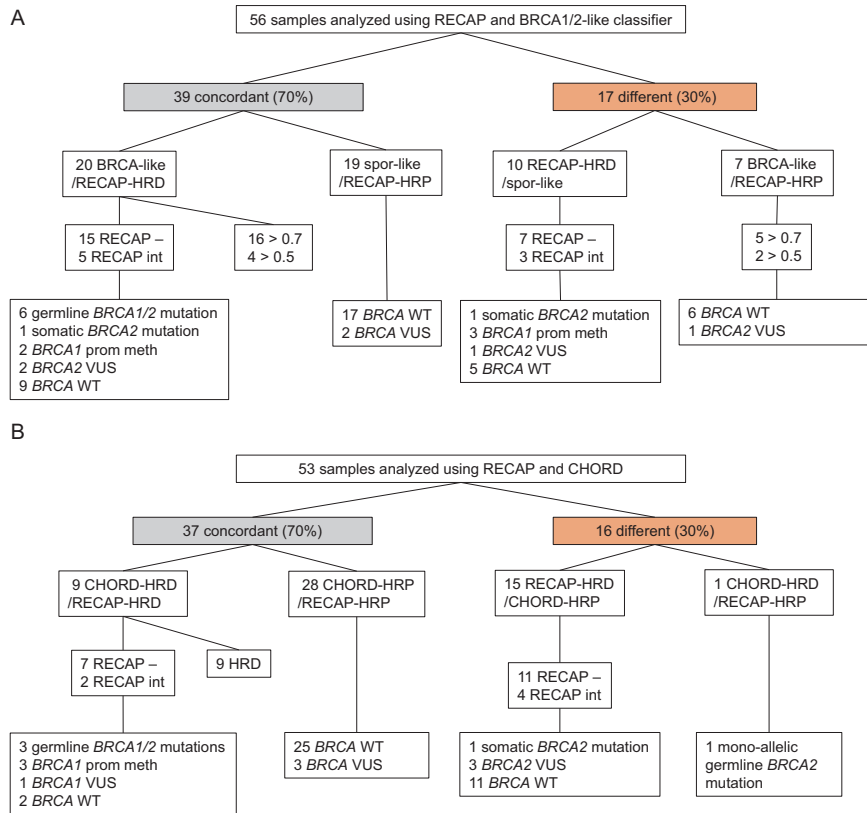 A
56 samples analyzed using RECAP and BRCA1/2-like classifier
39 concordant (70%)
17 different (30%)
20 BRCA-like
/RECAP-HRD
19 spor-like
/RECAP-HRP
10 RECAP-HRD
/spor-like
7 BRCA-like
/RECAP-HRP
15 RECAP –
5 RECAP int
16 > 0.7
4 > 0.5
7 RECAP –
3 RECAP int
5 > 0.7
2 > 0.5
6 germline BRCA1/2 mutation
1 somatic BRCA2 mutation
2 BRCA1 prom meth
2 BRCA2 VUS
9 BRCA WT
17 BRCA WT
2 BRCA VUS
1 somatic BRCA2 mutation
3 BRCA1 prom meth
1 BRCA2 VUS
5 BRCA WT
6 BRCA WT
1 BRCA2 VUS
B
53 samples analyzed using RECAP and CHORD
37 concordant (70%)
16 different (30%)
9 CHORD-HRD
/RECAP-HRD
28 CHORD-HRP
/RECAP-HRP
15 RECAP-HRD
/CHORD-HRP
1 CHORD-HRD
/RECAP-HRP
7 RECAP –
2 RECAP int
9 HRD
11 RECAP –
4 RECAP int
3 germline BRCA1/2 mutations
3 BRCA1 prom meth
1 BRCA1 VUS
2 BRCA WT
25 BRCA WT
3 BRCA VUS
1 somatic BRCA2 mutation
3 BRCA2 VUS
11 BRCA WT
1 mono-allelic
germline BRCA2
mutation